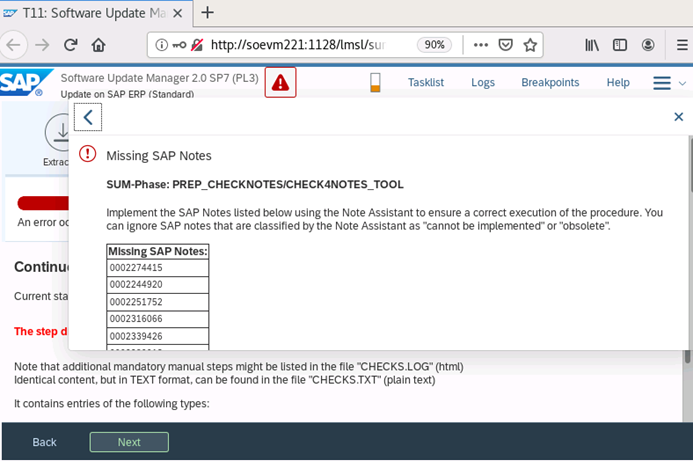 T11: Software Update Ma
http://soevm221:1128/lmsl/sur
90%
SAP
Software Update Manager 2.0 SP7 (PL3)
Update on SAP ERP (Standard)
Tasklist
Logs
Breakpoints
Help
Extrac
An error oc
Continu
Current sta
The step d
Missing SAP Notes
SUM-Phase: PREP_CHECKNOTES/CHECK4NOTES_TOOL
Implement the SAP Notes listed below using the Note Assistant to ensure a correct execution of the procedure. You
can ignore SAP notes that are classified by the Note Assistant as "cannot be implemented" or "obsolete".
Missing SAP Notes:
0002274415
0002244920
0002251752
0002316066
0002339426
Note that additional mandatory manual steps might be listed in the file "CHECKS.LOG" (html)
Identical content, but in TEXT format, can be found in the file "CHECKS.TXT" (plain text)
It contains entries of the following types:
Back
Next